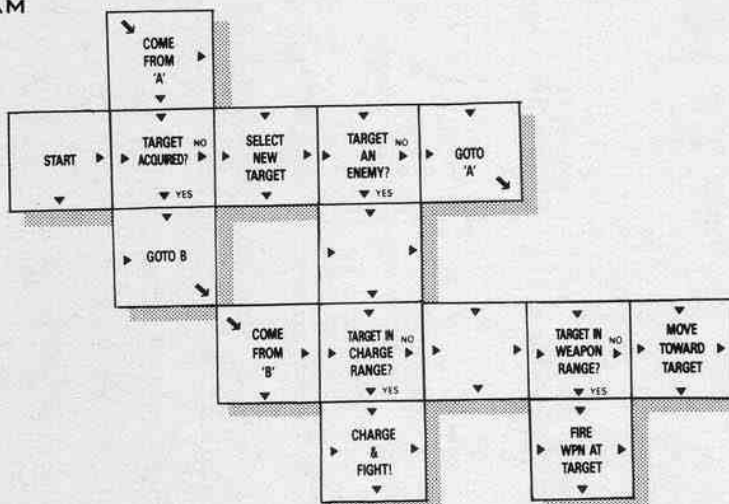 COME
FROM
'A'
START
TARGET
ACQUIRED?
NO
YES
SELECT
NEW
TARGET
TARGET
AN
ENEMY?
NO
YES
GOTO
'A'
GOTO B
COME
FROM
'B'
TARGET IN
CHARGE
RANGE?
NO
YES
TARGET IN
WEAPON
RANGE?
NO
YES
MOVE
TOWARD
TARGET
CHARGE
&
FIGHT!
FIRE
WPN AT
TARGET